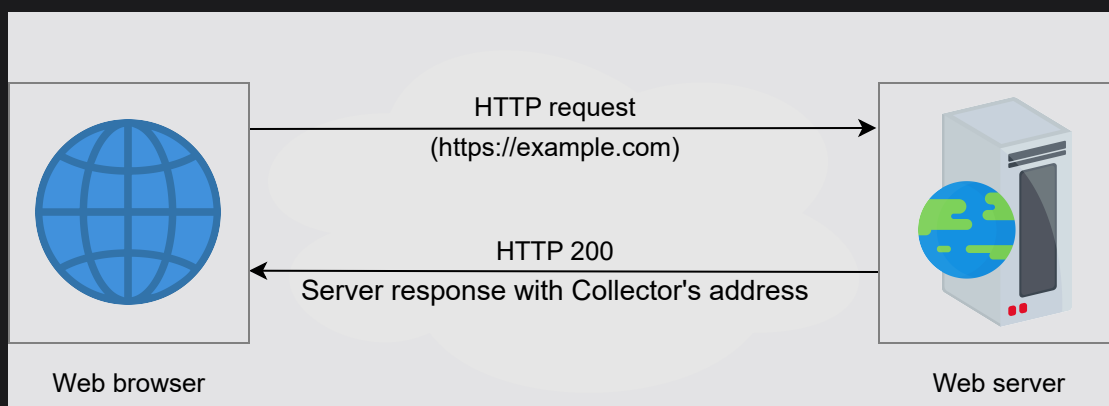 HTTP request
(https://example.com)
HTTP 200
Server response with Collector's address
Web browser
Web server